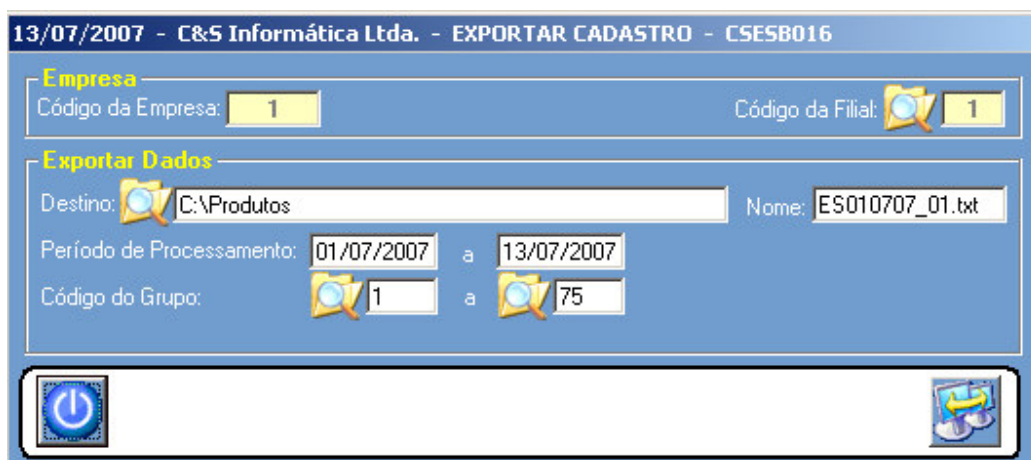 13/07/2007 - C&S Informática Ltda. - EXPORTAR CADASTRO - CSESB016
Empresa
Código da Empresa: 1 Código da Filial: 1
Exportar Dados
Destino: C:\Produtos Nome: ES010707_01.txt
Período de Processamento: 01/07/2007 a 13/07/2007
Código do Grupo: 1 a 75